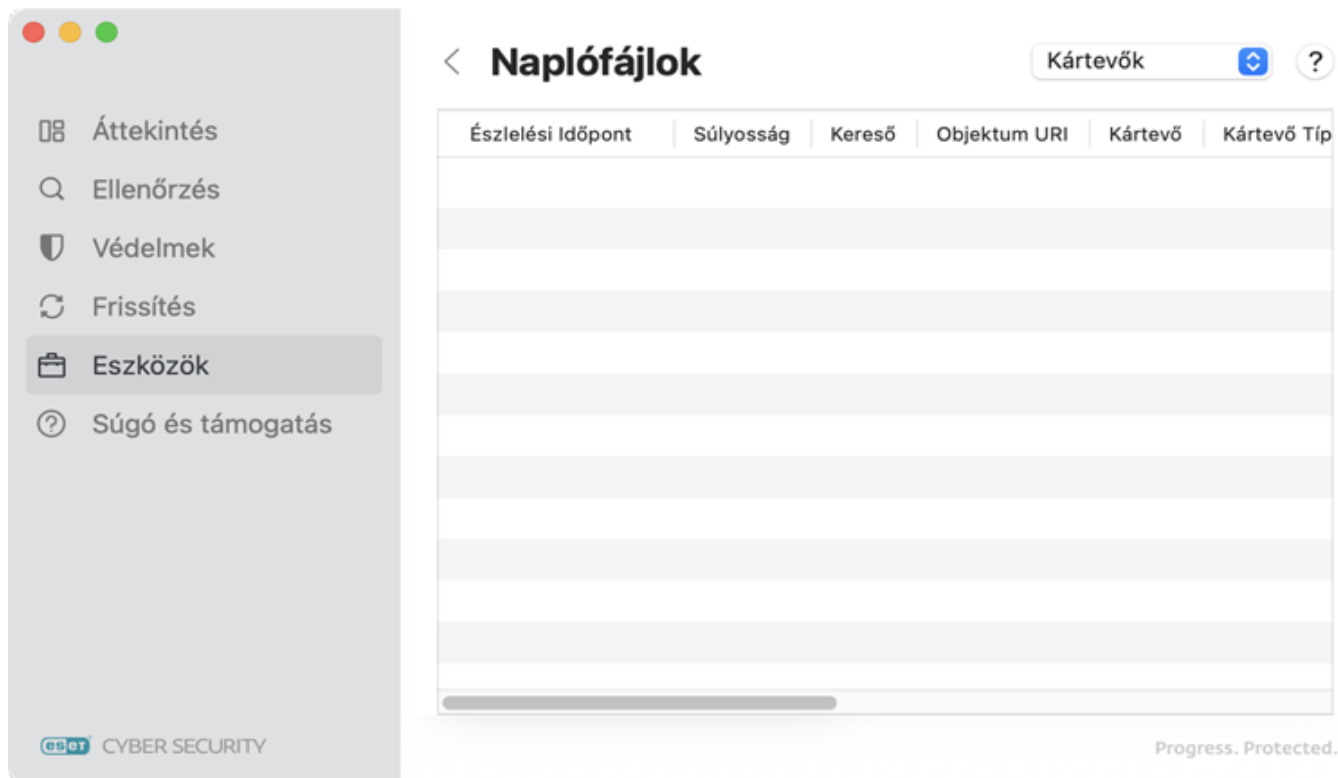 Naplófájlok
Kártevők
?
Áttekintés
Ellenőrzés
Védelmek
Frissítés
Eszközök
Súgó és támogatás
Észlelési Időpont Súlyosság Kereső Objektum URI Kártevő Kártevő Típ
eset CYBER SECURITY
Progress. Protected.